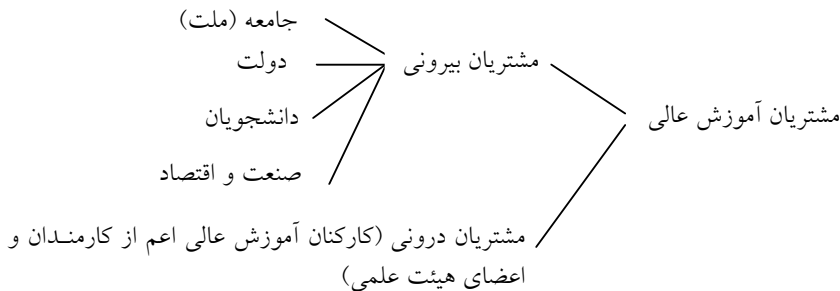 جامعه (ملت)
دولت
مشتریان بیرونی
دانشجویان
مشتریان آموزش عالی
صنعت و اقتصاد
مشتریان درونی (کارکنان آموزش عالی اعم از کارمنـدان و
اعضای هیئت علمی)